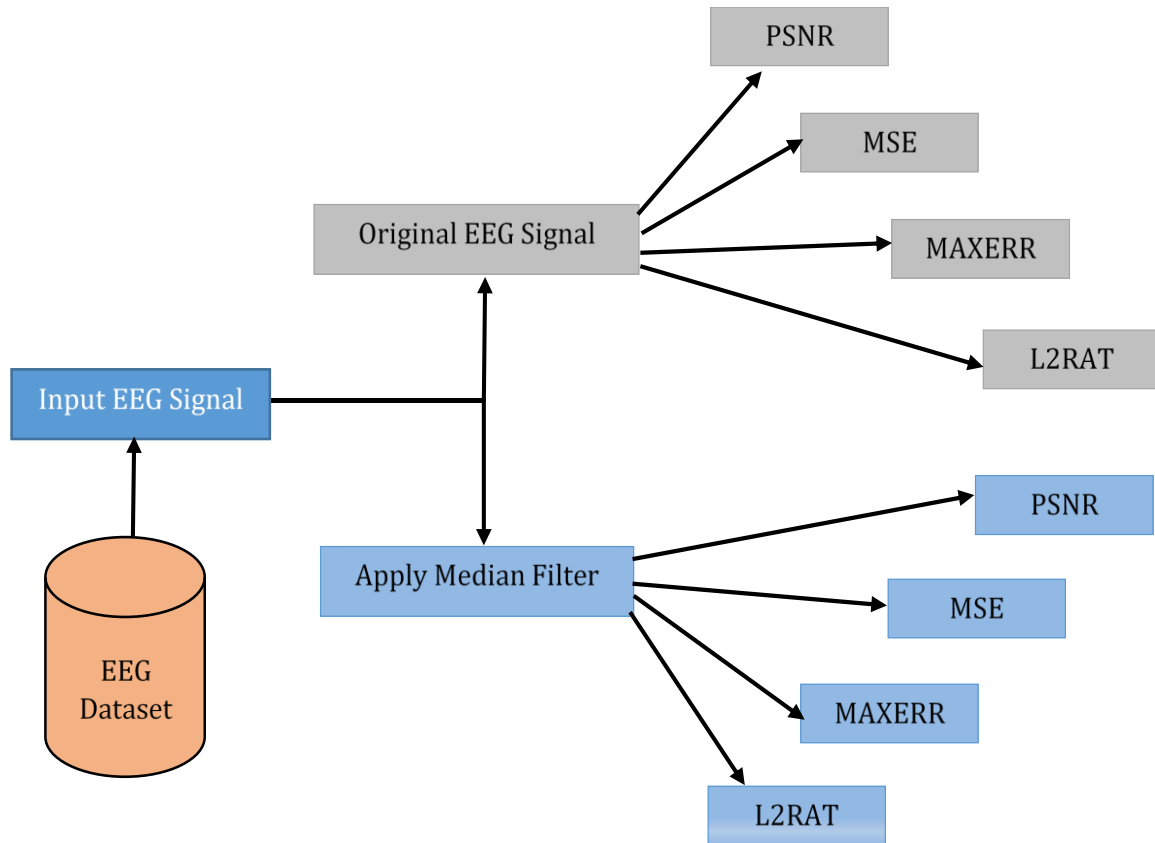 PSNR
MSE
Original EEG Signal
MAXERR
L2RAT
Input EEG Signal
PSNR
Apply Median Filter
MSE
EEG
Dataset
MAXERR
L2RAT